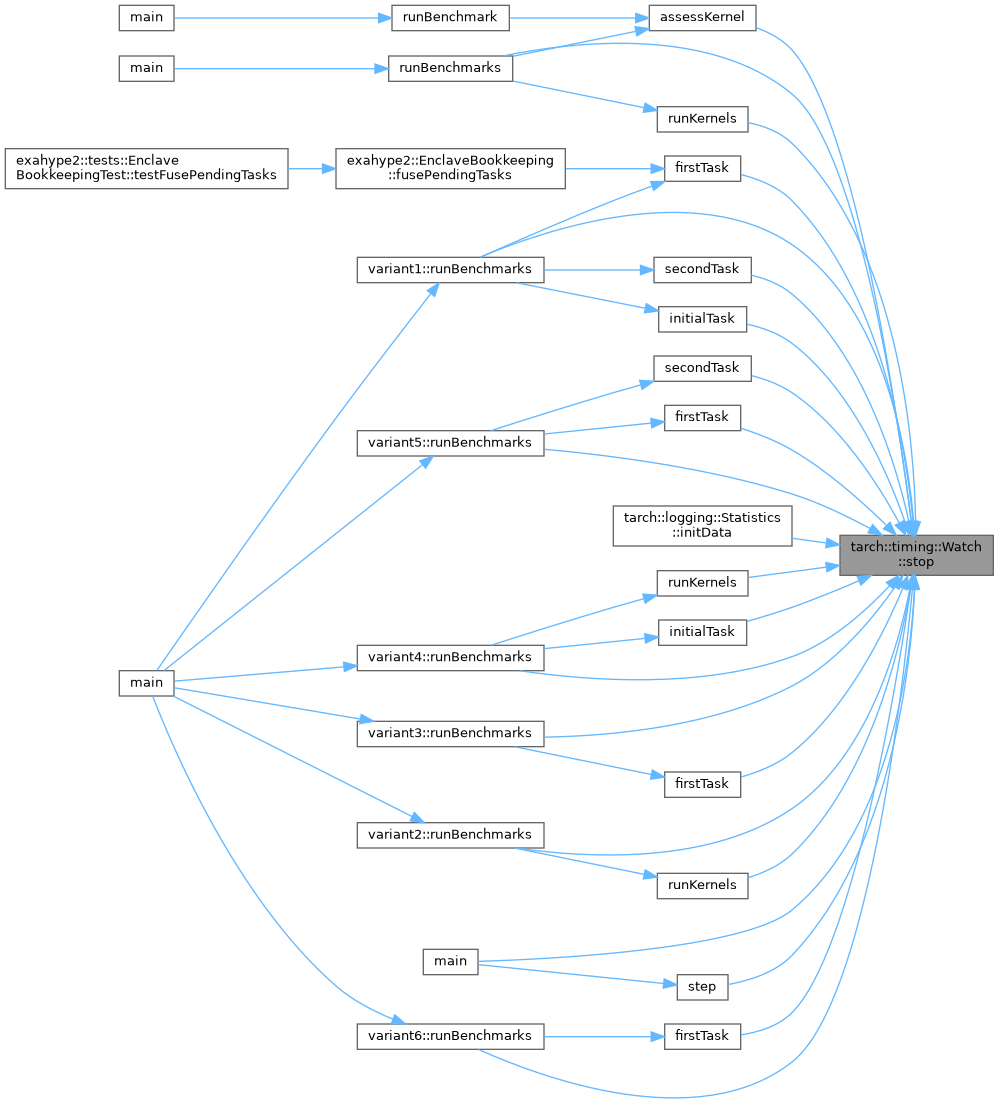 main
runBenchmark
assessKernel
main
runBenchmarks
runKernels
exahype2::tests::Enclave
BookkeepingTest::testFusePendingTasks
exahype2::EnclaveBookkeeping
::fusePendingTasks
firstTask
variant1::runBenchmarks
secondTask
initialTask
secondTask
firstTask
variant5::runBenchmarks
tarch::logging::Statistics
::initData
tarch::timing::Watch
::stop
runKernels
initialTask
variant4::runBenchmarks
main
variant3::runBenchmarks
firstTask
variant2::runBenchmarks
runKernels
main
step
variant6::runBenchmarks
firstTask